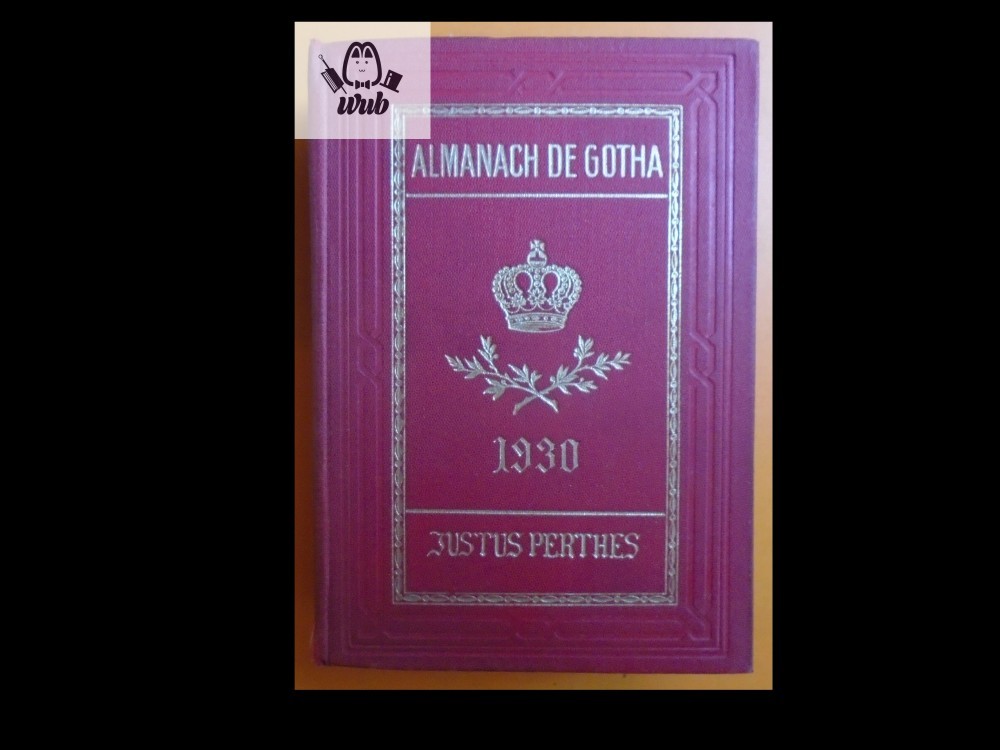 wub
ALMANACH DE GOTHA
1930
JUSTUS PERTHES